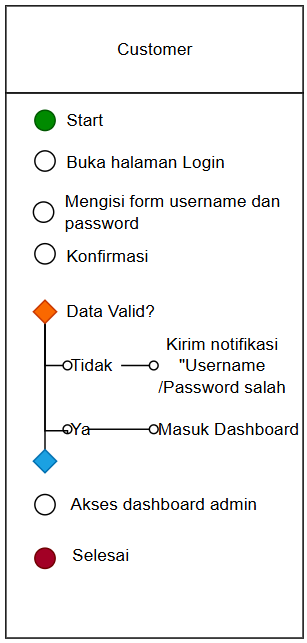 Customer
Start
Buka halaman Login
Mengisi form username dan
password
Konfirmasi
Data Valid?
Kirim notifikasi
Tidak
"Username
/Password salah
Ya
Masuk Dashboard
Akses dashboard admin
Selesai